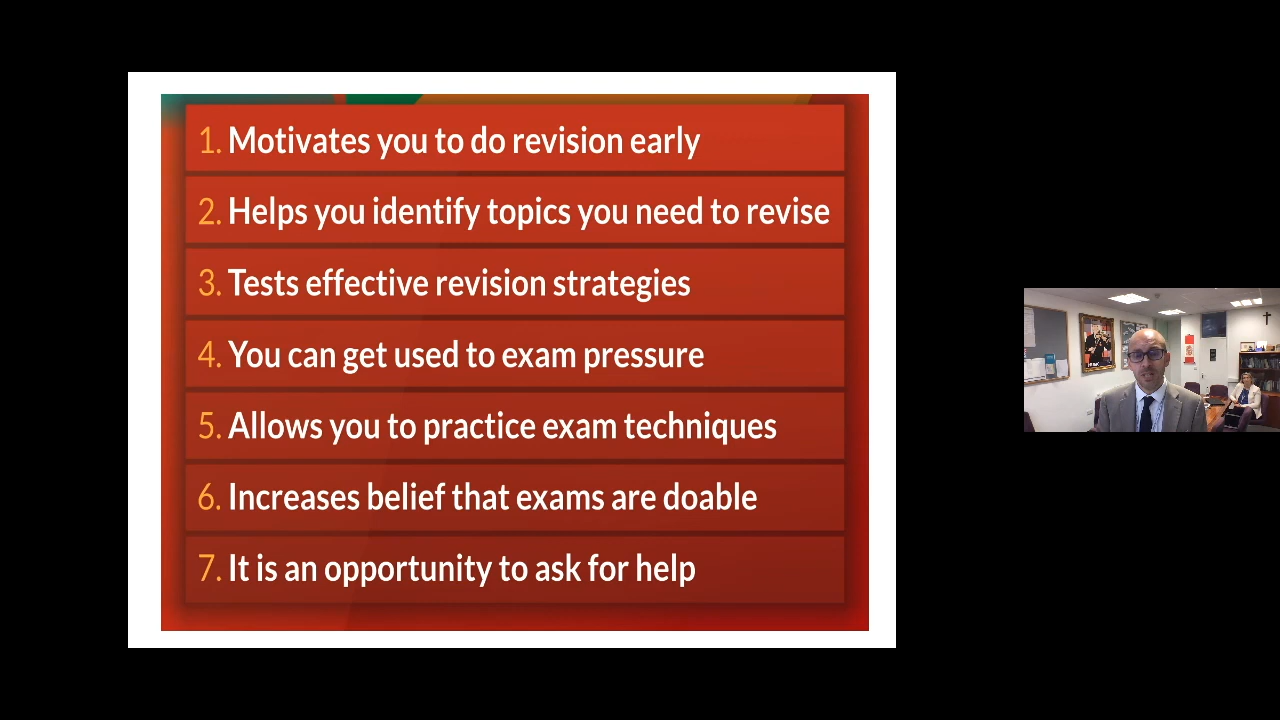 1. Motivates you to do revision early
2. Helps you identify topics you need to revise
3. Tests effective revision strategies
4. You can get used to exam pressure
5. Allows you to practice exam techniques
6. Increases belief that exams are doable
7. It is an opportunity to ask for help